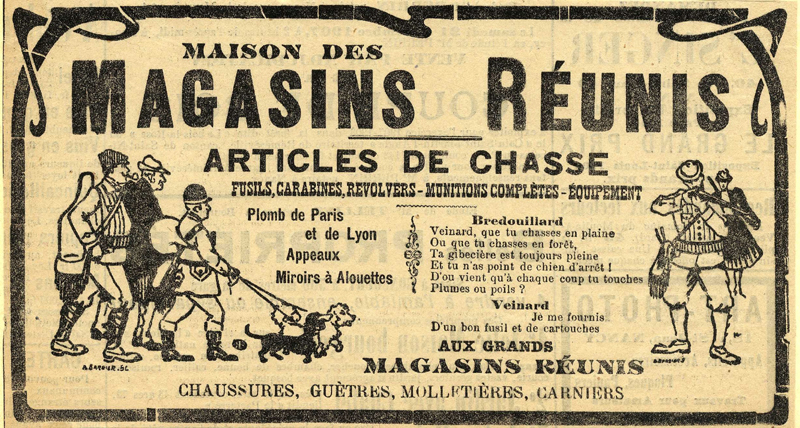 MAISON DES
MAGASINS RÉUNIS
ARTICLES DE CHASSE
FUSILS, CARABINES, REVOLVERS - MUNITIONS COMPLÈTES - ÉQUIPEMENT
Plomb de Paris
et de Lyon
Appeaux
Miroirs à Alouettes
Bredouillard
Veinard, que tu chasses en plaine
Ou que tu chasses en forêt,
Ta gibecière est toujours pleine
Et tu n'as point de chien d'arrêt !
D'ou vient qu'à chaque coup tu touches
Plumes ou poils ?
Veinard
Je me fournis
D'un bon fusil et de cartouches
AUX GRANDS
MAGASINS RÉUNIS
CHAUSSURES, GUÈTRES, MOLLETIÈRES, CARNIERS